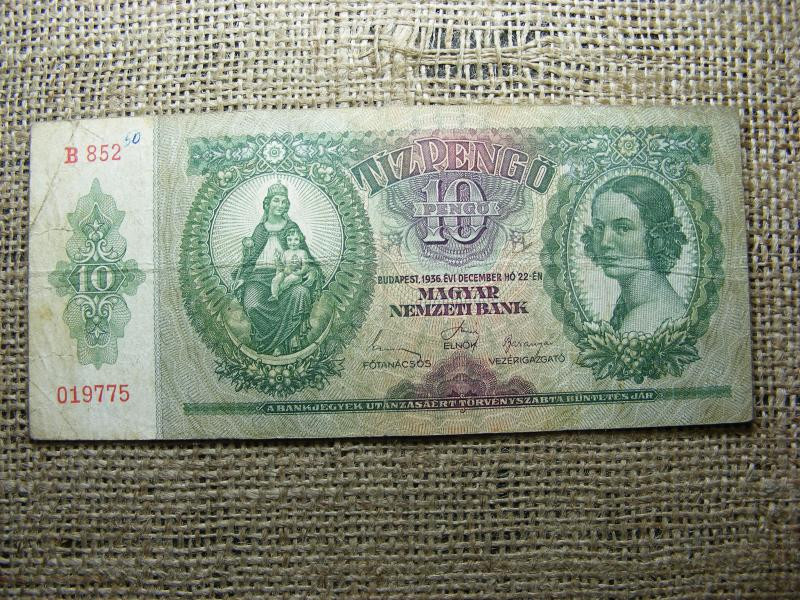 B 852
50
10
019775
TÍZPENGŐ
10
PENGŐ
BUDAPEST, 1936. ÉVI DECEMBER HÓ 22-ÉN
MAGYAR
NEMZETI BANK
ELNÖK
FŐTANÁCSOS VEZÉRIGAZGATÓ
A BANKJEGYEK UTÁNZÁSÁÉRT TÖRVÉNYSZABTA BÜNTETÉS JÁR